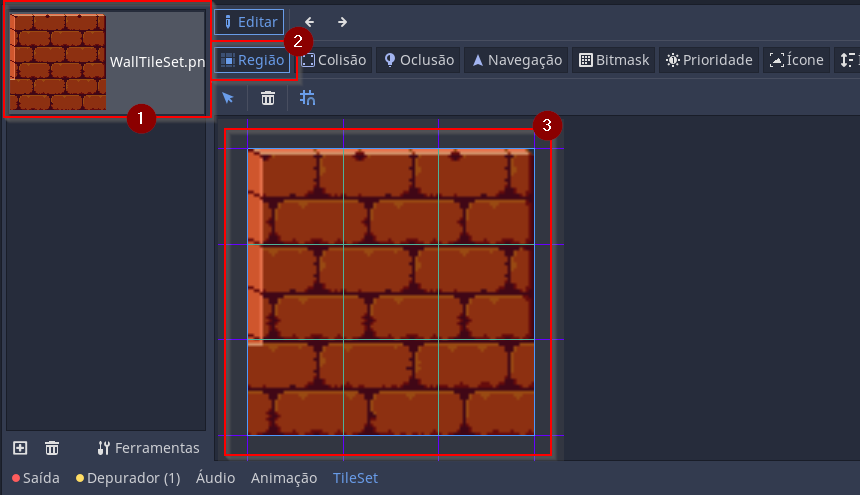 Editar
2
Região Colisão Oclusão Navegação Bitmask Prioridade Ícone
WallTileSet.pn
1
3
Ferramentas
Saída Depurador (1) Áudio Animação TileSet